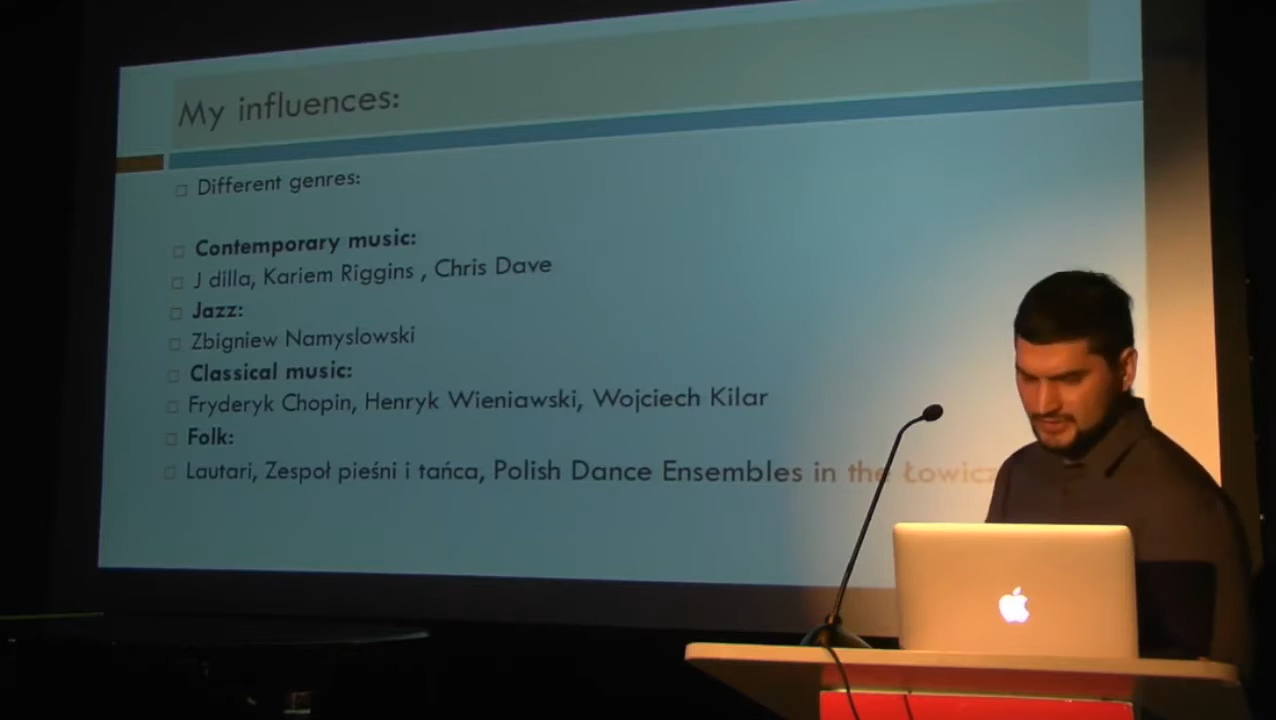 My influences:
Different genres:
Contemporary music:
J dilla, Kariem Riggins , Chris Dave
Jazz:
Zbigniew Namyslowski
Classical music:
Fryderyk Chopin, Henryk Wieniawski, Wojciech Kilar
Folk:
Lautari, Zespoł pieśni i tańca, Polish Dance Ensembles in the